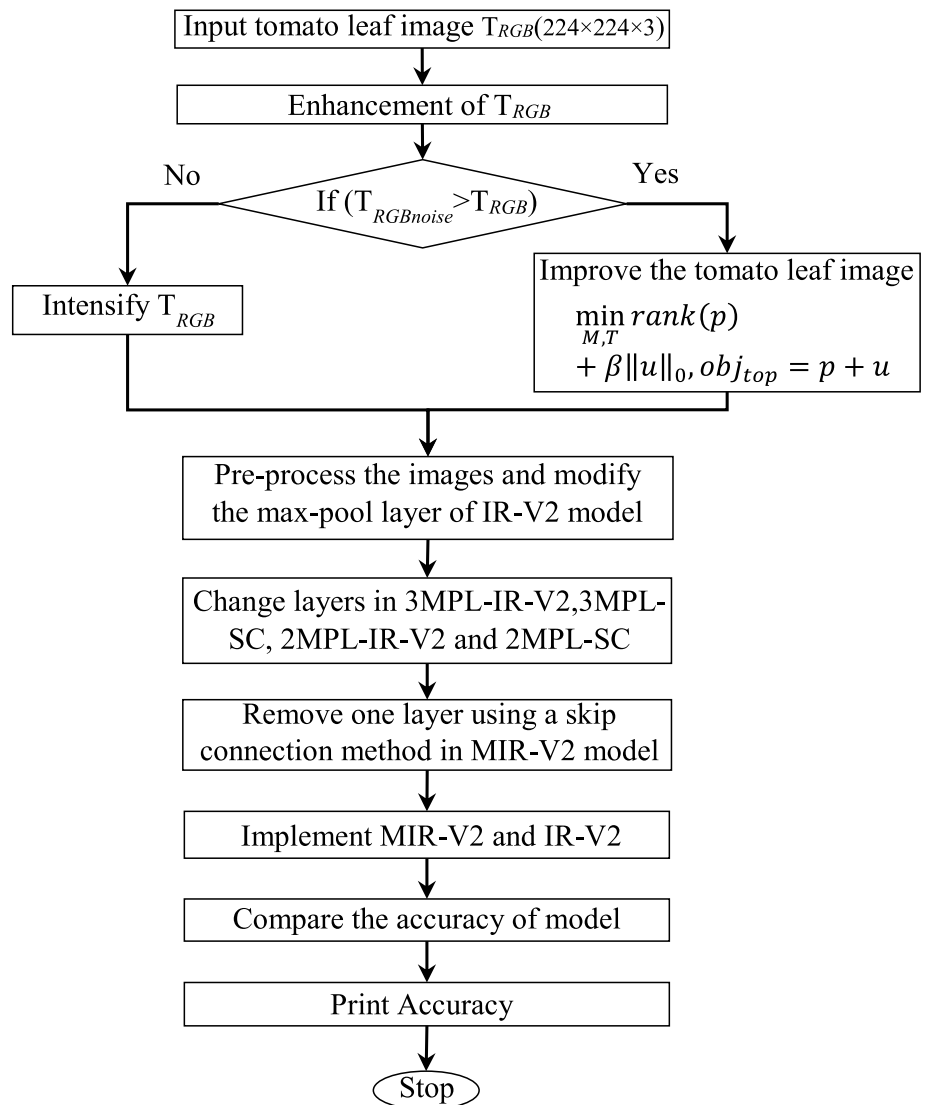 Input tomato leaf image T_RGB(224×224×3)
Enhancement of T_RGB
No
Yes
If (T_RGBnoise>T_RGB)
Intensify T_RGB
Improve the tomato leaf image
min_{M,T} rank(p)
+ β‖u‖₀, obj_top = p + u
Pre-process the images and modify
the max-pool layer of IR-V2 model
Change layers in 3MPL-IR-V2,3MPL-
SC, 2MPL-IR-V2 and 2MPL-SC
Remove one layer using a skip
connection method in MIR-V2 model
Implement MIR-V2 and IR-V2
Compare the accuracy of model
Print Accuracy
Stop